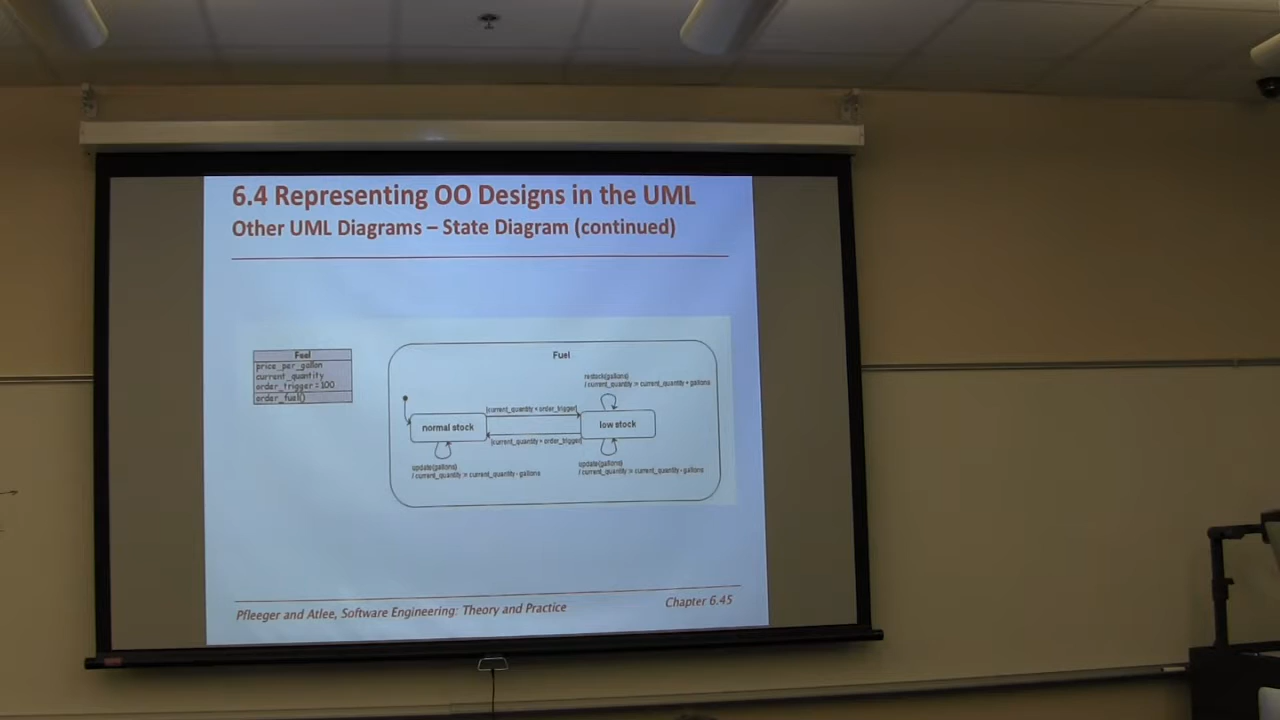 6.4 Representing OO Designs in the UML
Other UML Diagrams – State Diagram (continued)
Fuel
price_per_gallon
current_quantity
order_trigger = 100
order_fuel()
Fuel
restock(gallons)
/ current_quantity := current_quantity + gallons
normal stock
[current_quantity < order_trigger]
low stock
[current_quantity > order_trigger]
update(gallons)
/ current_quantity := current_quantity - gallons
update(gallons)
/ current_quantity := current_quantity - gallons
Pfleeger and Atlee, Software Engineering: Theory and Practice
Chapter 6.45